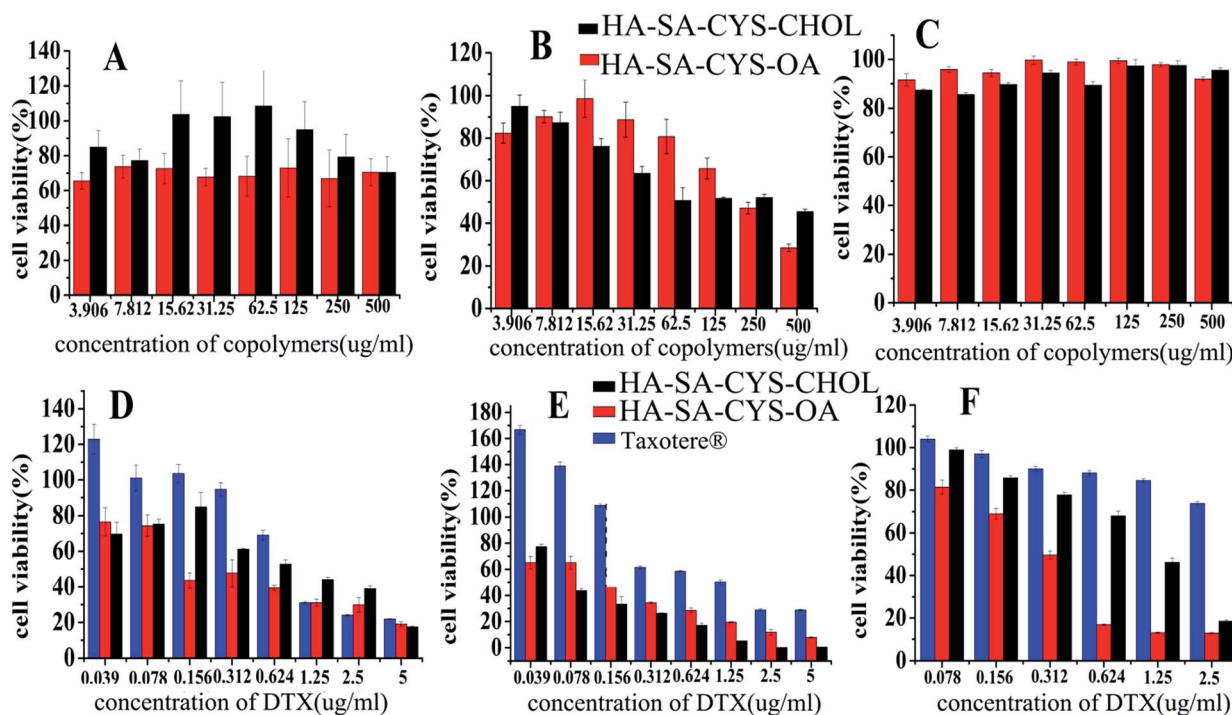 A
cell viability(%)
140
120
100
80
60
40
20
0
3.906 7.812 15.62 31.25 62.5 125 250 500
concentration of copolymers(ug/ml)
B
HA-SA-CYS-CHOL
HA-SA-CYS-OA
cell viability(%)
120
100
80
60
40
20
0
3.906 7.812 15.62 31.25 62.5 125 250 500
concentration of copolymers(ug/ml)
C
cell viability(%)
100
80
60
40
20
0
3.906 7.812 15.62 31.25 62.5 125 250 500
concentration of copolymers(ug/ml)
D
cell viability(%)
140
120
100
80
60
40
20
0
0.039 0.078 0.156 0.312 0.624 1.25 2.5 5
concentration of DTX(ug/ml)
E
HA-SA-CYS-CHOL
HA-SA-CYS-OA
Taxotere®
cell viability(%)
180
160
140
120
100
80
60
40
20
0
0.039 0.078 0.156 0.312 0.624 1.25 2.5 5
concentration of DTX(ug/ml)
F
cell viability(%)
120
100
80
60
40
20
0
0.078 0.156 0.312 0.624 1.25 2.5
concentration of DTX(ug/ml)